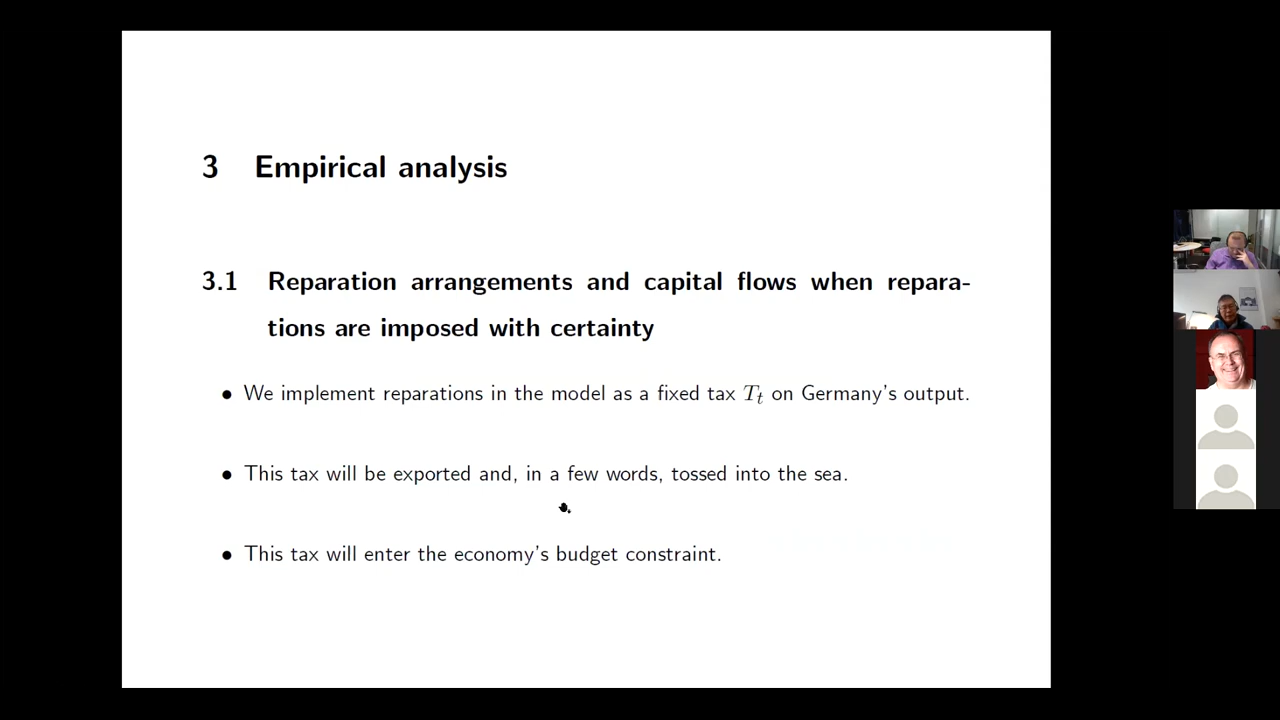 3 Empirical analysis
3.1 Reparation arrangements and capital flows when repara-
tions are imposed with certainty
• We implement reparations in the model as a fixed tax T_t on Germany's output.
• This tax will be exported and, in a few words, tossed into the sea.
• This tax will enter the economy's budget constraint.